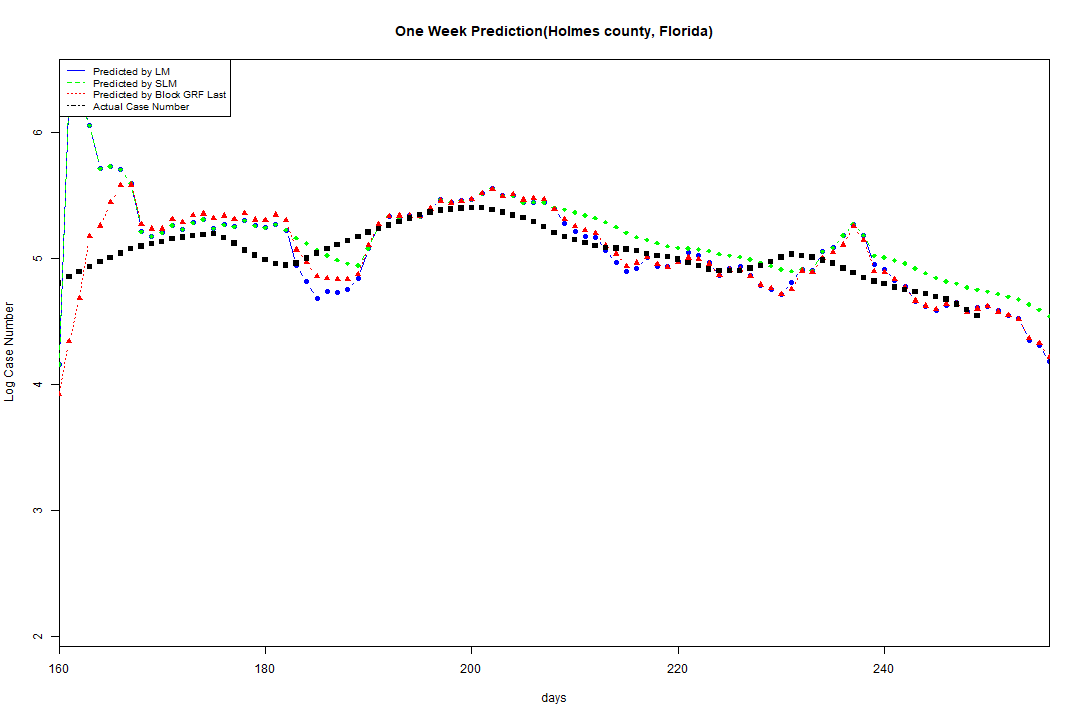 One Week Prediction(Holmes county, Florida)
Predicted by LM
Predicted by SLM
Predicted by Block GRF Last
Actual Case Number
6
5
4
3
2
Log Case Number
160 180 200 220 240
days